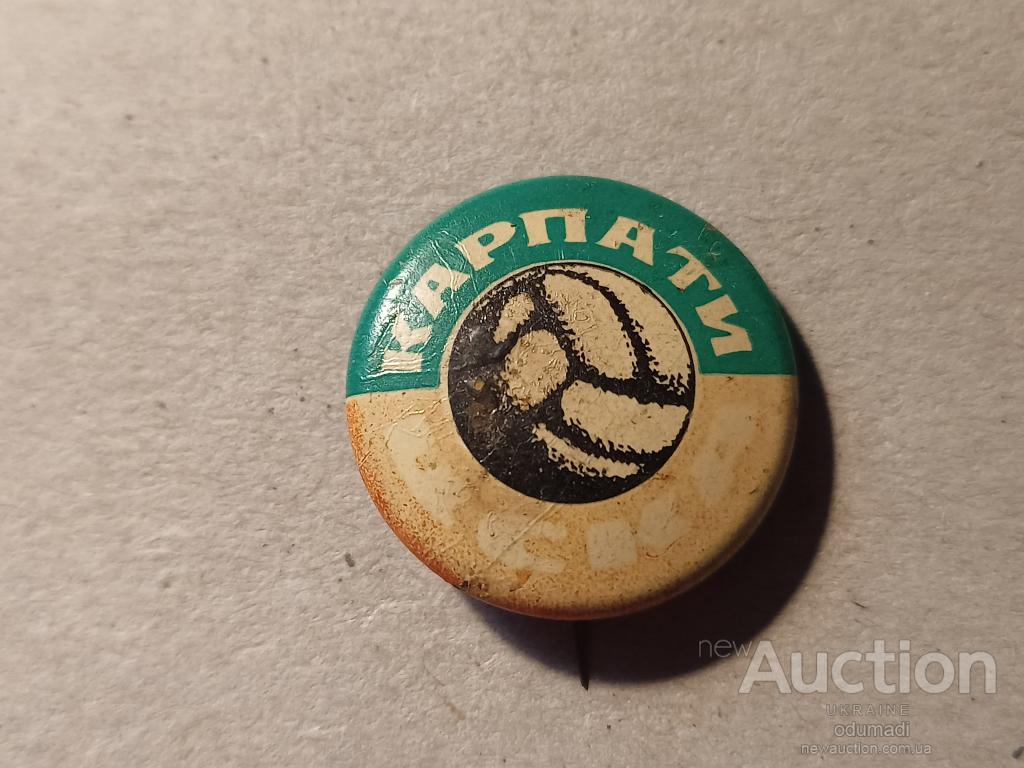 КАРПАТИ
newAuction
UKRAINE
odumadi
newauction.com.ua